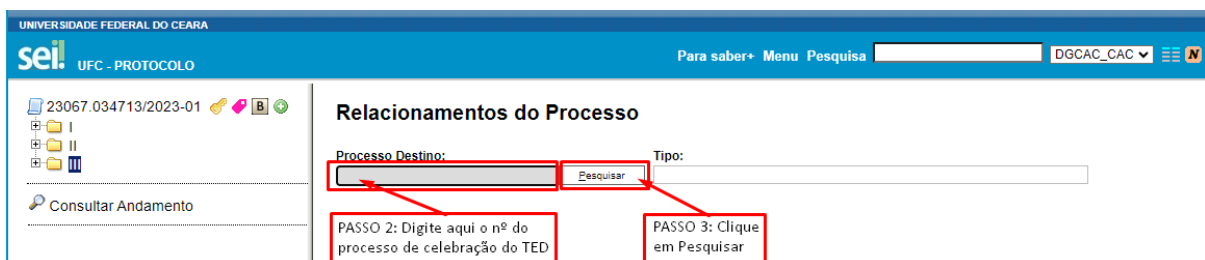 UNIVERSIDADE FEDERAL DO CEARA
sei! UFC - PROTOCOLO
Para saber+ Menu Pesquisa DGCAC_CAC N
23067.034713/2023-01 B
I
II
III
Consultar Andamento
Relacionamentos do Processo
Processo Destino: Tipo:
Pesquisar
PASSO 2: Digite aqui o nº do
processo de celebração do TED
PASSO 3: Clique
em Pesquisar